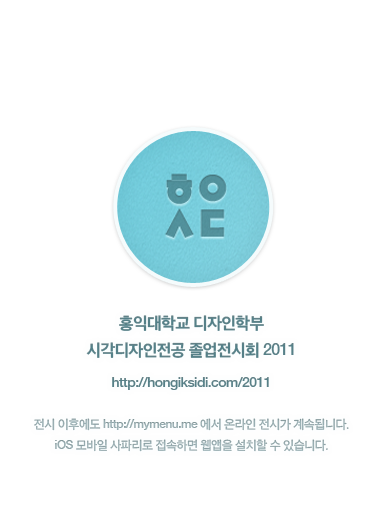 ㅎㅇ
ㅅㄷ
홍익대학교 디자인학부
시각디자인전공 졸업전시회 2011
http://hongiksidi.com/2011
전시 이후에도 http://mymenu.me 에서 온라인 전시가 계속됩니다.
iOS 모바일 사파리로 접속하면 웹앱을 설치할 수 있습니다.